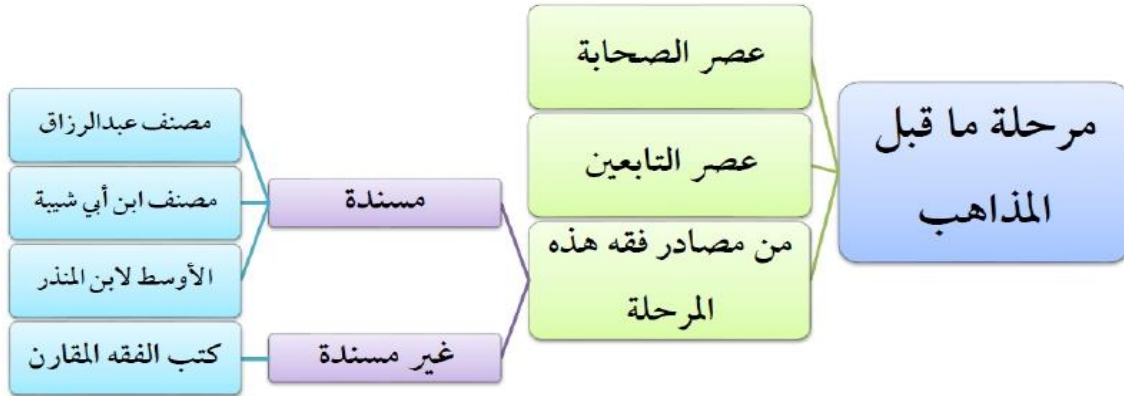 مرحلة ما قبل
المذاهب
عصر الصحابة
عصر التابعين
من مصادر فقه هذه
المرحلة
مسندة
مصنف عبدالرزاق
مصنف ابن أبي شيبة
الأوسط لابن المنذر
غير مسندة
كتب الفقه المقارن